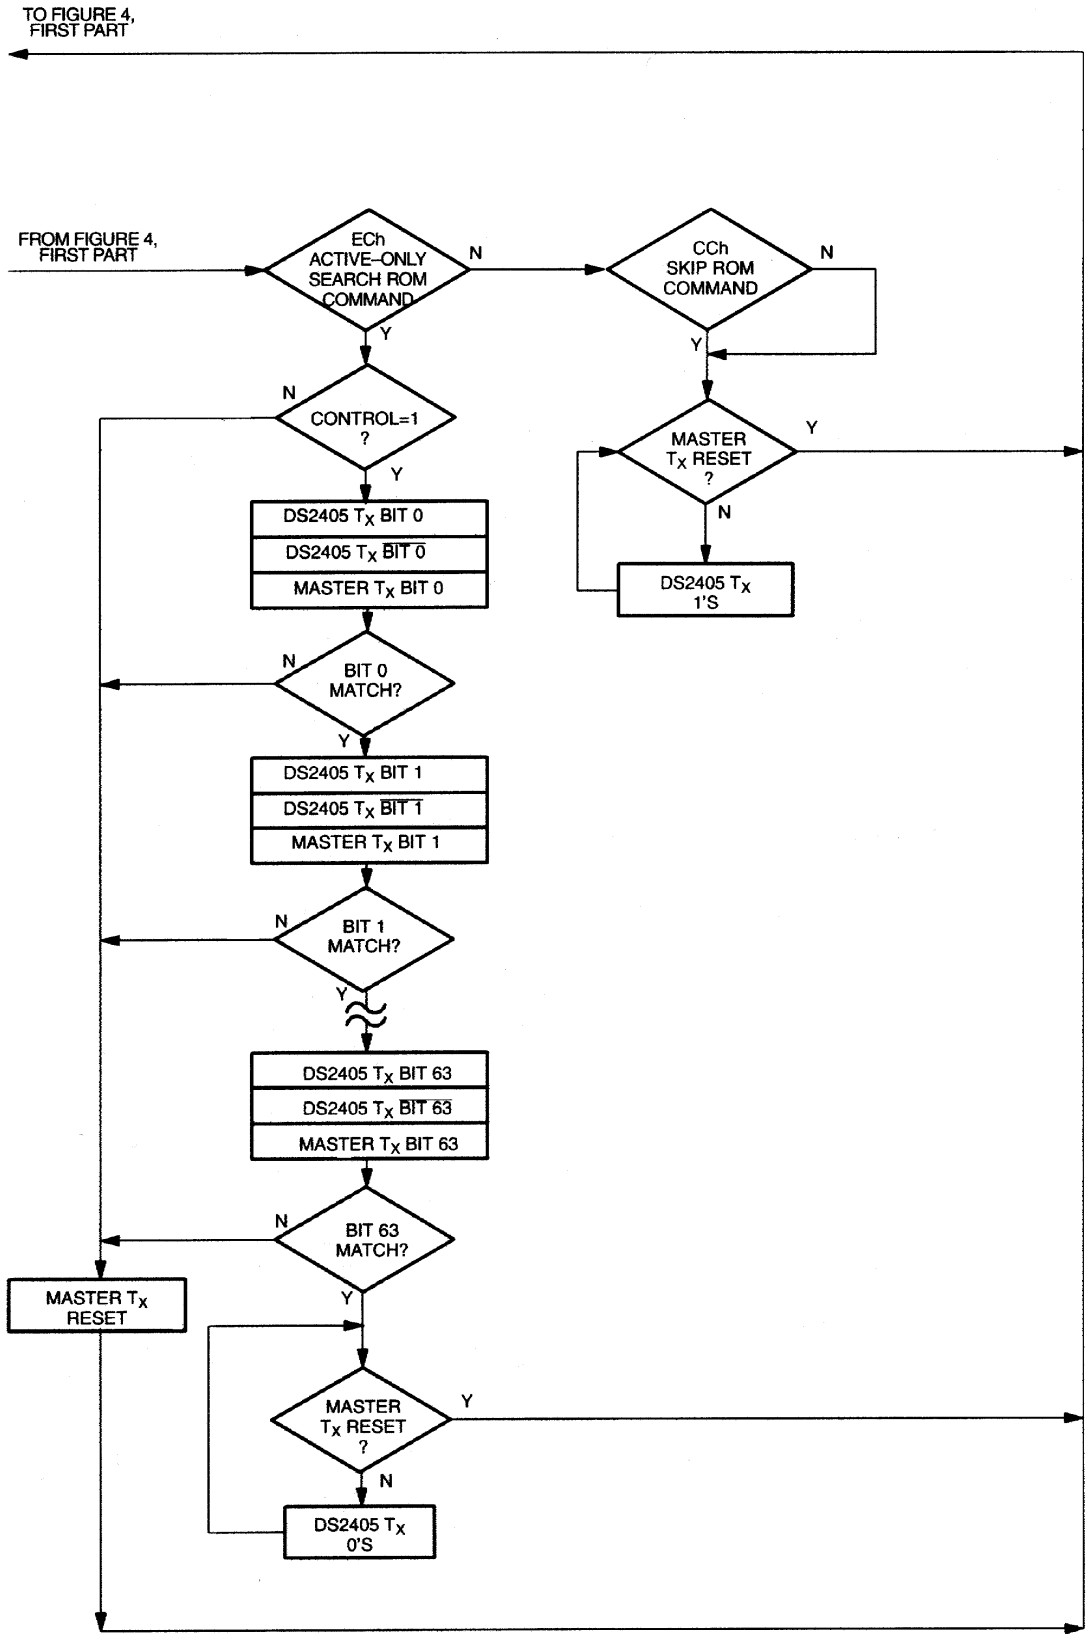 TO FIGURE 4,
FIRST PART
FROM FIGURE 4,
FIRST PART
ECh
ACTIVE–ONLY
SEARCH ROM
COMMAND
N
Y
CCh
SKIP ROM
COMMAND
N
Y
N
CONTROL=1
?
Y
MASTER
TX RESET
?
Y
N
DS2405 TX
1'S
DS2405 TX BIT 0
DS2405 TX BIT 0
MASTER TX BIT 0
N
BIT 0
MATCH?
Y
DS2405 TX BIT 1
DS2405 TX BIT 1
MASTER TX BIT 1
N
BIT 1
MATCH?
Y
DS2405 TX BIT 63
DS2405 TX BIT 63
MASTER TX BIT 63
N
BIT 63
MATCH?
Y
MASTER TX
RESET
MASTER
TX RESET
?
Y
N
DS2405 TX
0'S